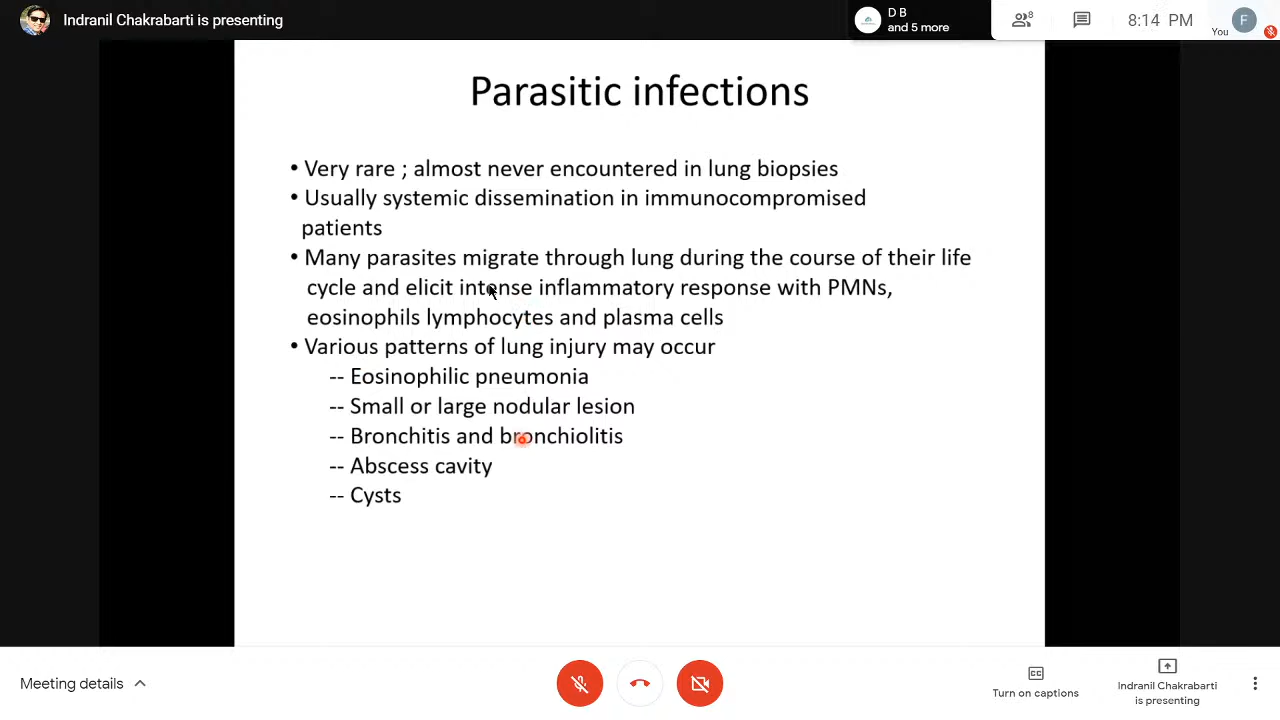 Indranil Chakrabarti is presenting
D B
and 5 more
8
8:14 PM
You
F
Parasitic infections
• Very rare ; almost never encountered in lung biopsies
• Usually systemic dissemination in immunocompromised
patients
• Many parasites migrate through lung during the course of their life
cycle and elicit intense inflammatory response with PMNs,
eosinophils lymphocytes and plasma cells
• Various patterns of lung injury may occur
-- Eosinophilic pneumonia
-- Small or large nodular lesion
-- Bronchitis and bronchiolitis
-- Abscess cavity
-- Cysts
Meeting details
CC
Turn on captions
Indranil Chakrabarti
is presenting